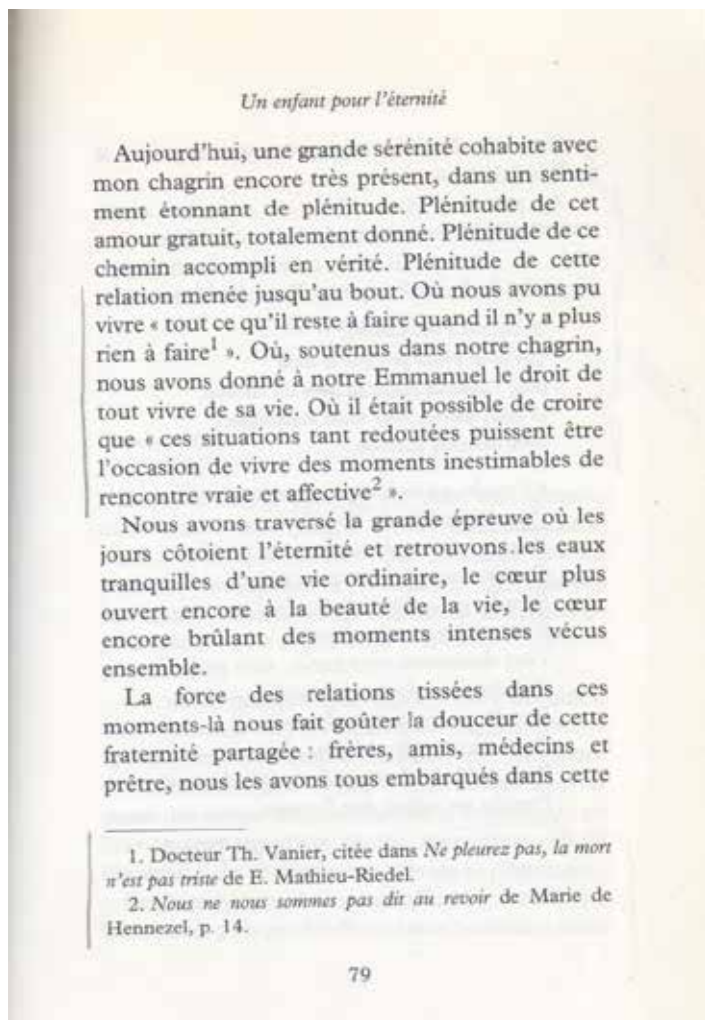 Un enfant pour l'éternité
Aujourd'hui, une grande sérénité cohabite avec
mon chagrin encore très présent, dans un senti-
ment étonnant de plénitude. Plénitude de cet
amour gratuit, totalement donné. Plénitude de ce
chemin accompli en vérité. Plénitude de cette
relation menée jusqu'au bout. Où nous avons pu
vivre « tout ce qu'il reste à faire quand il n'y a plus
rien à faire¹ ». Où, soutenus dans notre chagrin,
nous avons donné à notre Emmanuel le droit de
tout vivre de sa vie. Où il était possible de croire
que « ces situations tant redoutées puissent être
l'occasion de vivre des moments inestimables de
rencontre vraie et affective² ».
Nous avons traversé la grande épreuve où les
jours côtoient l'éternité et retrouvons les eaux
tranquilles d'une vie ordinaire, le cœur plus
ouvert encore à la beauté de la vie, le cœur
encore brûlant des moments intenses vécus
ensemble.
La force des relations tissées dans ces
moments-là nous fait goûter la douceur de cette
fraternité partagée : frères, amis, médecins et
prêtre, nous les avons tous embarqués dans cette
1. Docteur Th. Vanier, citée dans Ne pleurez pas, la mort
n'est pas triste de E. Mathieu-Riedel.
2. Nous ne nous sommes pas dit au revoir de Marie de
Hennezel, p. 14.
79